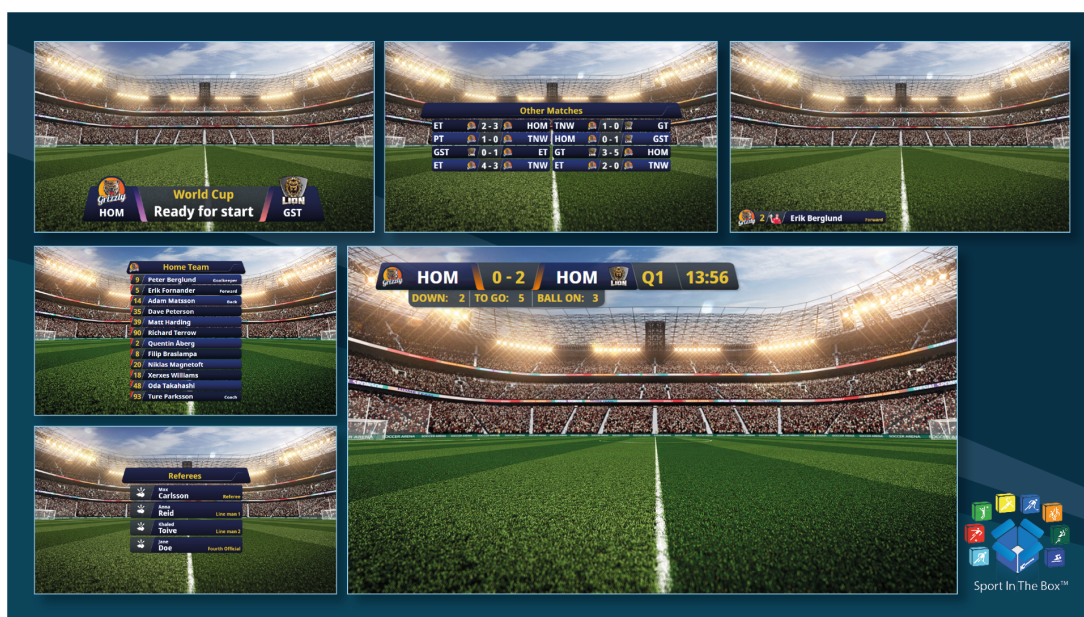 World Cup
Ready for start
Grizzly
HOM
LION
GST
Other Matches
ET 2 - 3 HOM TNW 1 - 0 GT
PT 1 - 0 TNW HOM 0 - 1 GST
GST 0 - 1 ET GT 3 - 5 HOM
ET 4 - 3 TNW ET 2 - 0 TNW
Grizzly 2 Erik Berglund Forward
Home Team
9 Peter Berglund Goalkeeper
5 Erik Fornander Forward
14 Adam Matsson Back
35 Dave Peterson
39 Matt Harding
90 Richard Terrow
2 Quentin Åberg
8 Filip Braslampa
20 Niklas Magnetoft
18 Xerxes Williams
48 Oda Takahashi
93 Ture Parksson Coach
Grizzly HOM 0 - 2 HOM LION Q1 13:56
DOWN: 2 TO GO: 5 BALL ON: 3
SOCCER ARENA
Referees
Max
Carlsson Referee
Anna
Reid Line man 1
Khaled
Toive Line man 2
Jane
Doe Fourth Official
Sport In The Box™